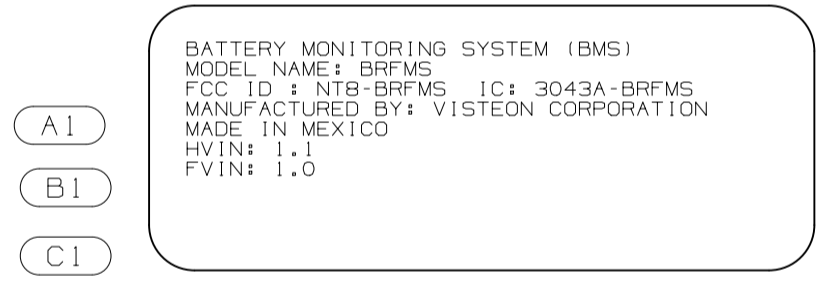 BATTERY MONITORING SYSTEM (BMS)
MODEL NAME: BRFMS
FCC ID : NT8-BRFMS IC: 3043A-BRFMS
MANUFACTURED BY: VISTEON CORPORATION
MADE IN MEXICO
HVIN: 1.1
FVIN: 1.0
A1
B1
C1